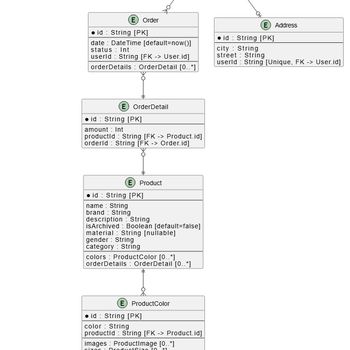 E Order
id : String [PK]
date : DateTime [default=now()]
status : Int
userId : String [FK -> User.id]
orderDetails : OrderDetail [0..*]
E Address
id : String [PK]
city : String
street : String
userId : String [Unique, FK -> User.id]
E OrderDetail
id : String [PK]
amount : Int
productId : String [FK -> Product.id]
orderId : String [FK -> Order.id]
E Product
id : String [PK]
name : String
brand : String
description : String
isArchived : Boolean [default=false]
material : String [nullable]
gender : String
category : String
colors : ProductColor [0..*]
orderDetails : OrderDetail [0..*]
E ProductColor
id : String [PK]
color : String
productId : String [FK -> Product.id]
images : ProductImage [0..*]
sizes : ProductSize [0..*]